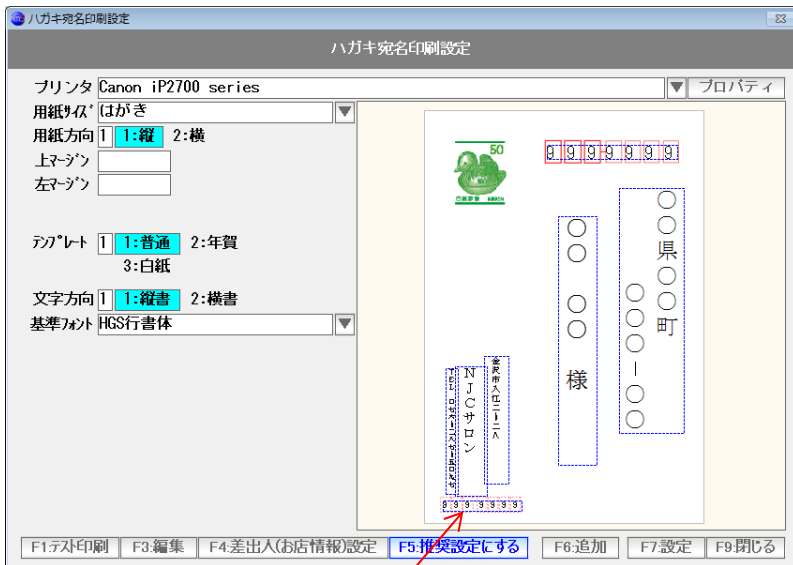 ハガキ宛名印刷設定
ハガキ宛名印刷設定
プリンタ Canon iP2700 series プロパティ
用紙サイズ はがき
用紙方向 1 1:縦 2:横
上マージン
左マージン
テンプレート 1 1:普通 2:年賀
3:白紙
文字方向 1 1:縦書 2:横書
基準フォント HGS行書体
50
9 9 9 9 9 9 9
〇〇県〇〇町
〇〇〇－〇〇
〇〇 〇〇 様
NJCサロン
9 9 9 9 9 9 9
F1:テスト印刷 F3:編集 F4:差出人(お店情報)設定 F5:推奨設定にする F6:追加 F7:設定 F9:閉じる